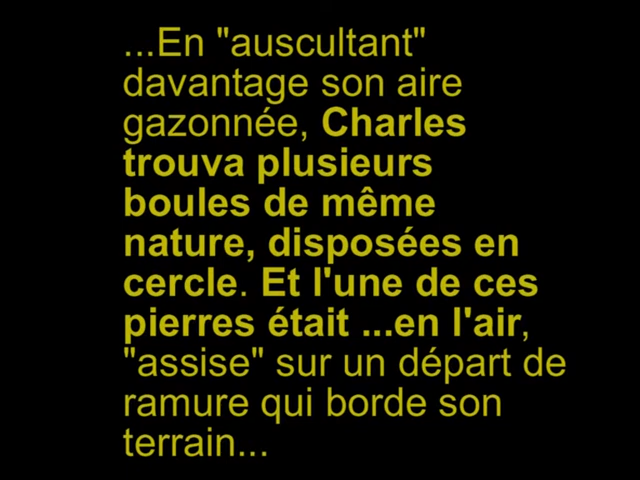 ...En "auscultant"
davantage son aire
gazonnée, Charles
trouva plusieurs
boules de même
nature, disposées en
cercle. Et l'une de ces
pierres était ...en l'air,
"assise" sur un départ de
ramure qui borde son
terrain...